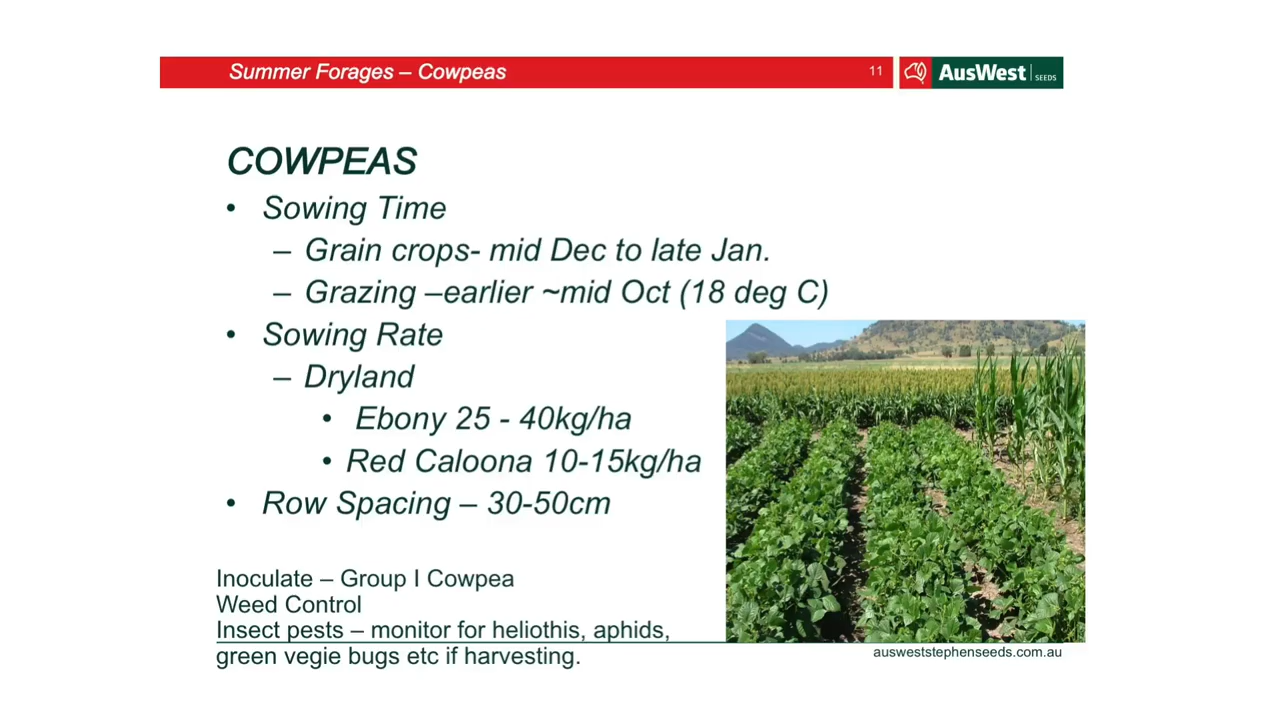 Summer Forages – Cowpeas
11
AusWest SEEDS
COWPEAS
• Sowing Time
– Grain crops- mid Dec to late Jan.
– Grazing –earlier ~mid Oct (18 deg C)
• Sowing Rate
– Dryland
• Ebony 25 - 40kg/ha
• Red Caloona 10-15kg/ha
• Row Spacing – 30-50cm
Inoculate – Group I Cowpea
Weed Control
Insect pests – monitor for heliothis, aphids,
green vegie bugs etc if harvesting.
ausweststephenseeds.com.au